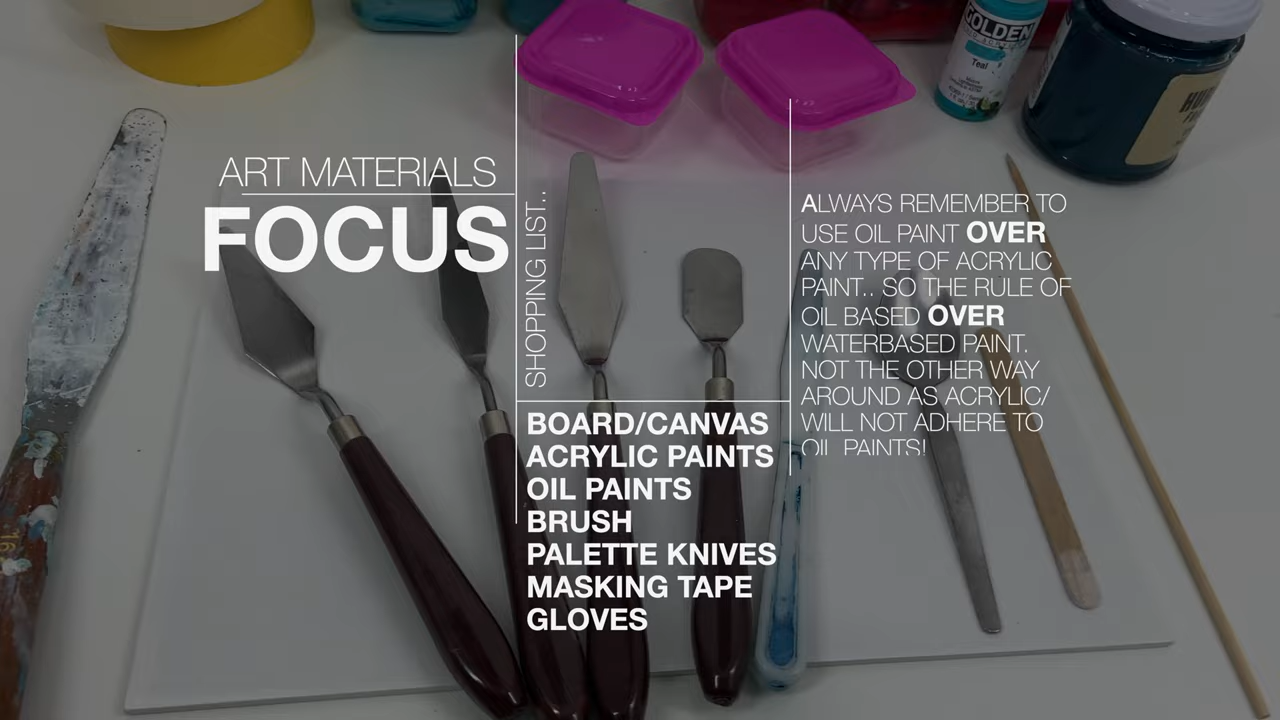 ART MATERIALS
FOCUS
SHOPPING LIST..
BOARD/CANVAS
ACRYLIC PAINTS
OIL PAINTS
BRUSH
PALETTE KNIVES
MASKING TAPE
GLOVES
ALWAYS REMEMBER TO
USE OIL PAINT OVER
ANY TYPE OF ACRYLIC
PAINT.. SO THE RULE OF
OIL BASED OVER
WATERBASED PAINT.
NOT THE OTHER WAY
AROUND AS ACRYLIC/
WILL NOT ADHERE TO
OIL PAINTS!
GOLDEN
Teal